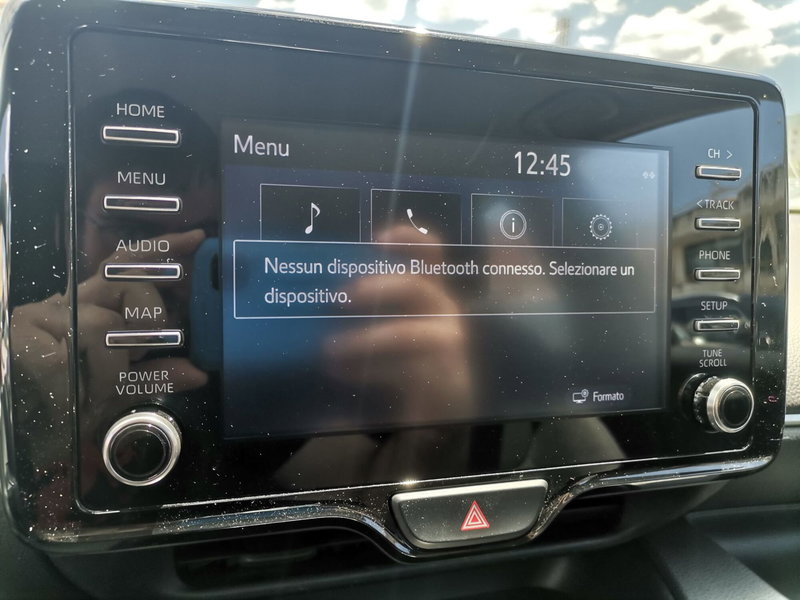 HOME
MENU
AUDIO
MAP
POWER
VOLUME
Menu
12:45
Nessun dispositivo Bluetooth connesso. Selezionare un
dispositivo.
Formato
CH >
< TRACK
PHONE
SETUP
TUNE
SCROLL